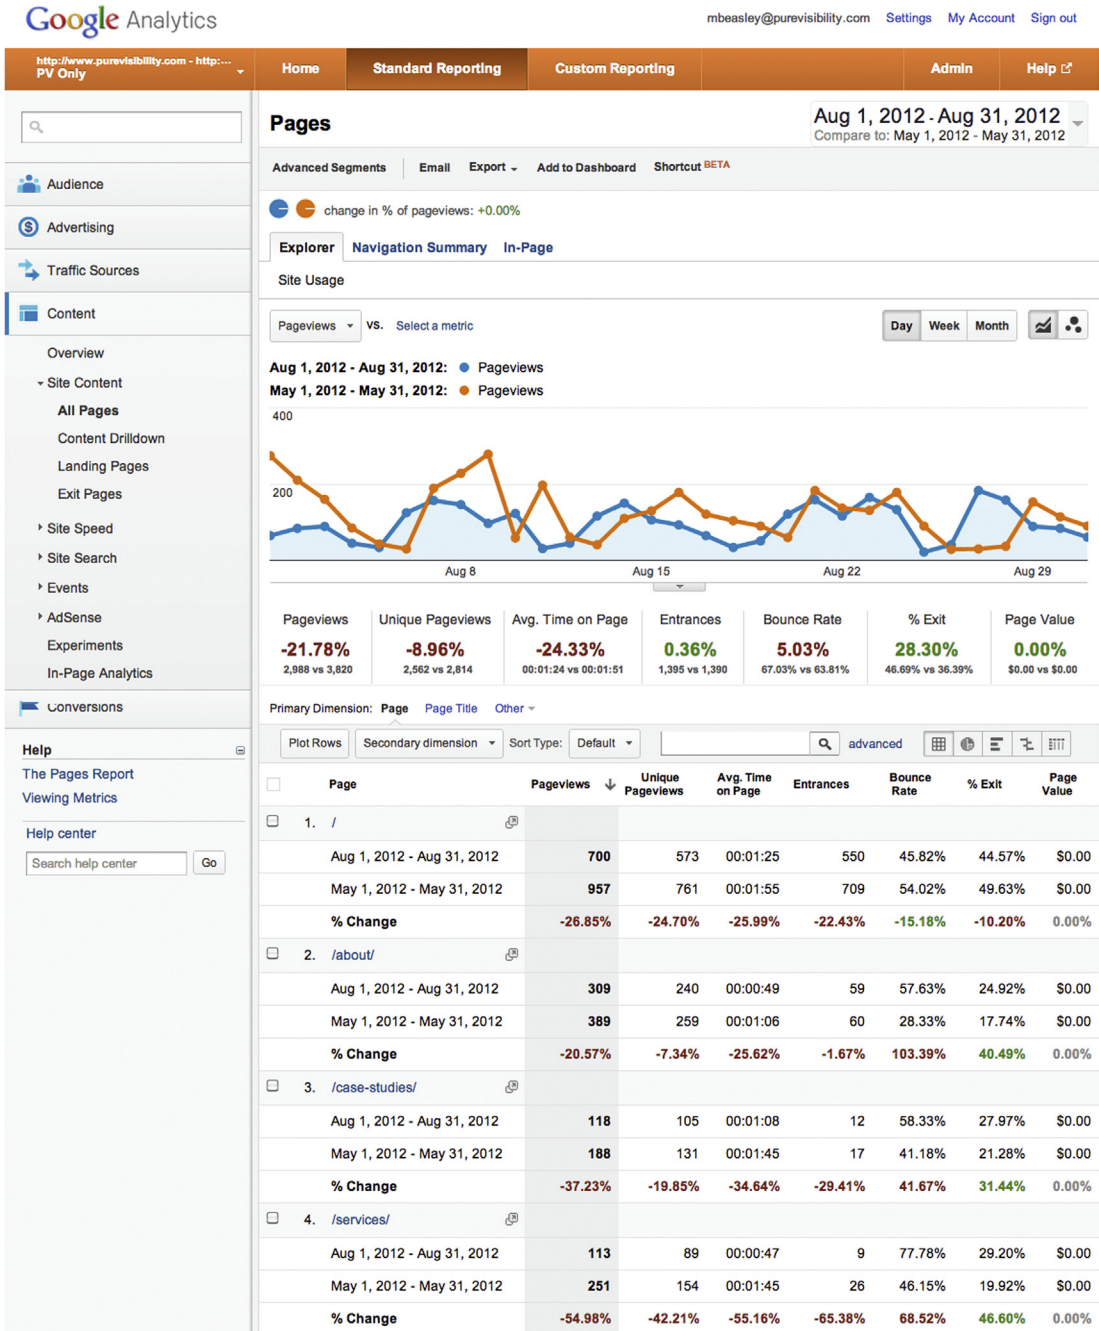 Google Analytics
mbeasley@purevisibility.com Settings My Account Sign out
http://www.purevisibility.com - http:...
PV Only
Home Standard Reporting Custom Reporting Admin Help
Pages
Aug 1, 2012 - Aug 31, 2012
Compare to: May 1, 2012 - May 31, 2012
Advanced Segments Email Export Add to Dashboard Shortcut BETA
Audience
Advertising
Traffic Sources
Content
Overview
Site Content
All Pages
Content Drilldown
Landing Pages
Exit Pages
Site Speed
Site Search
Events
AdSense
Experiments
In-Page Analytics
Conversions
Help
The Pages Report
Viewing Metrics
Help center
Search help center Go
change in % of pageviews: +0.00%
Explorer Navigation Summary In-Page
Site Usage
Pageviews VS. Select a metric
Day Week Month
Aug 1, 2012 - Aug 31, 2012: Pageviews
May 1, 2012 - May 31, 2012: Pageviews
400
200
Aug 8 Aug 15 Aug 22 Aug 29
Pageviews Unique Pageviews Avg. Time on Page Entrances Bounce Rate % Exit Page Value
-21.78% -8.96% -24.33% 0.36% 5.03% 28.30% 0.00%
2,988 vs 3,820 2,562 vs 2,814 00:01:24 vs 00:01:51 1,395 vs 1,390 67.03% vs 63.81% 46.69% vs 36.39% $0.00 vs $0.00
Primary Dimension: Page Page Title Other
Plot Rows Secondary dimension Sort Type: Default advanced
Page Pageviews Unique Pageviews Avg. Time on Page Entrances Bounce Rate % Exit Page Value
1. /
Aug 1, 2012 - Aug 31, 2012 700 573 00:01:25 550 45.82% 44.57% $0.00
May 1, 2012 - May 31, 2012 957 761 00:01:55 709 54.02% 49.63% $0.00
% Change -26.85% -24.70% -25.99% -22.43% -15.18% -10.20% 0.00%
2. /about/
Aug 1, 2012 - Aug 31, 2012 309 240 00:00:49 59 57.63% 24.92% $0.00
May 1, 2012 - May 31, 2012 389 259 00:01:06 60 28.33% 17.74% $0.00
% Change -20.57% -7.34% -25.62% -1.67% 103.39% 40.49% 0.00%
3. /case-studies/
Aug 1, 2012 - Aug 31, 2012 118 105 00:01:08 12 58.33% 27.97% $0.00
May 1, 2012 - May 31, 2012 188 131 00:01:45 17 41.18% 21.28% $0.00
% Change -37.23% -19.85% -34.64% -29.41% 41.67% 31.44% 0.00%
4. /services/
Aug 1, 2012 - Aug 31, 2012 113 89 00:00:47 9 77.78% 29.20% $0.00
May 1, 2012 - May 31, 2012 251 154 00:01:45 26 46.15% 19.92% $0.00
% Change -54.98% -42.21% -55.16% -65.38% 68.52% 46.60% 0.00%